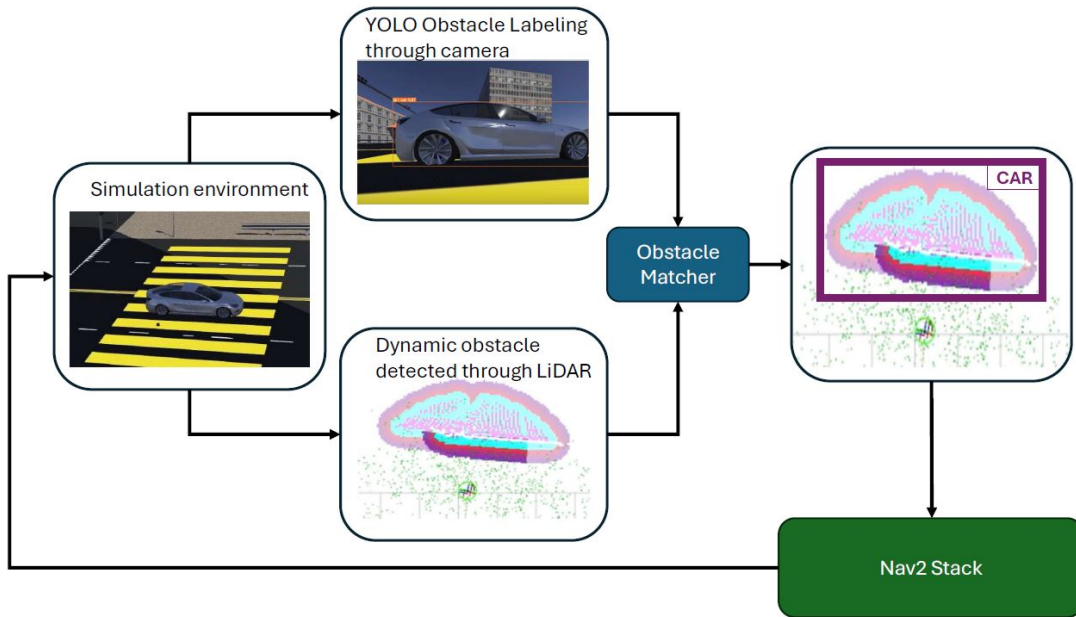 YOLO Obstacle Labeling
through camera
Simulation environment
CAR
Obstacle
Matcher
Dynamic obstacle
detected through LiDAR
Nav2 Stack